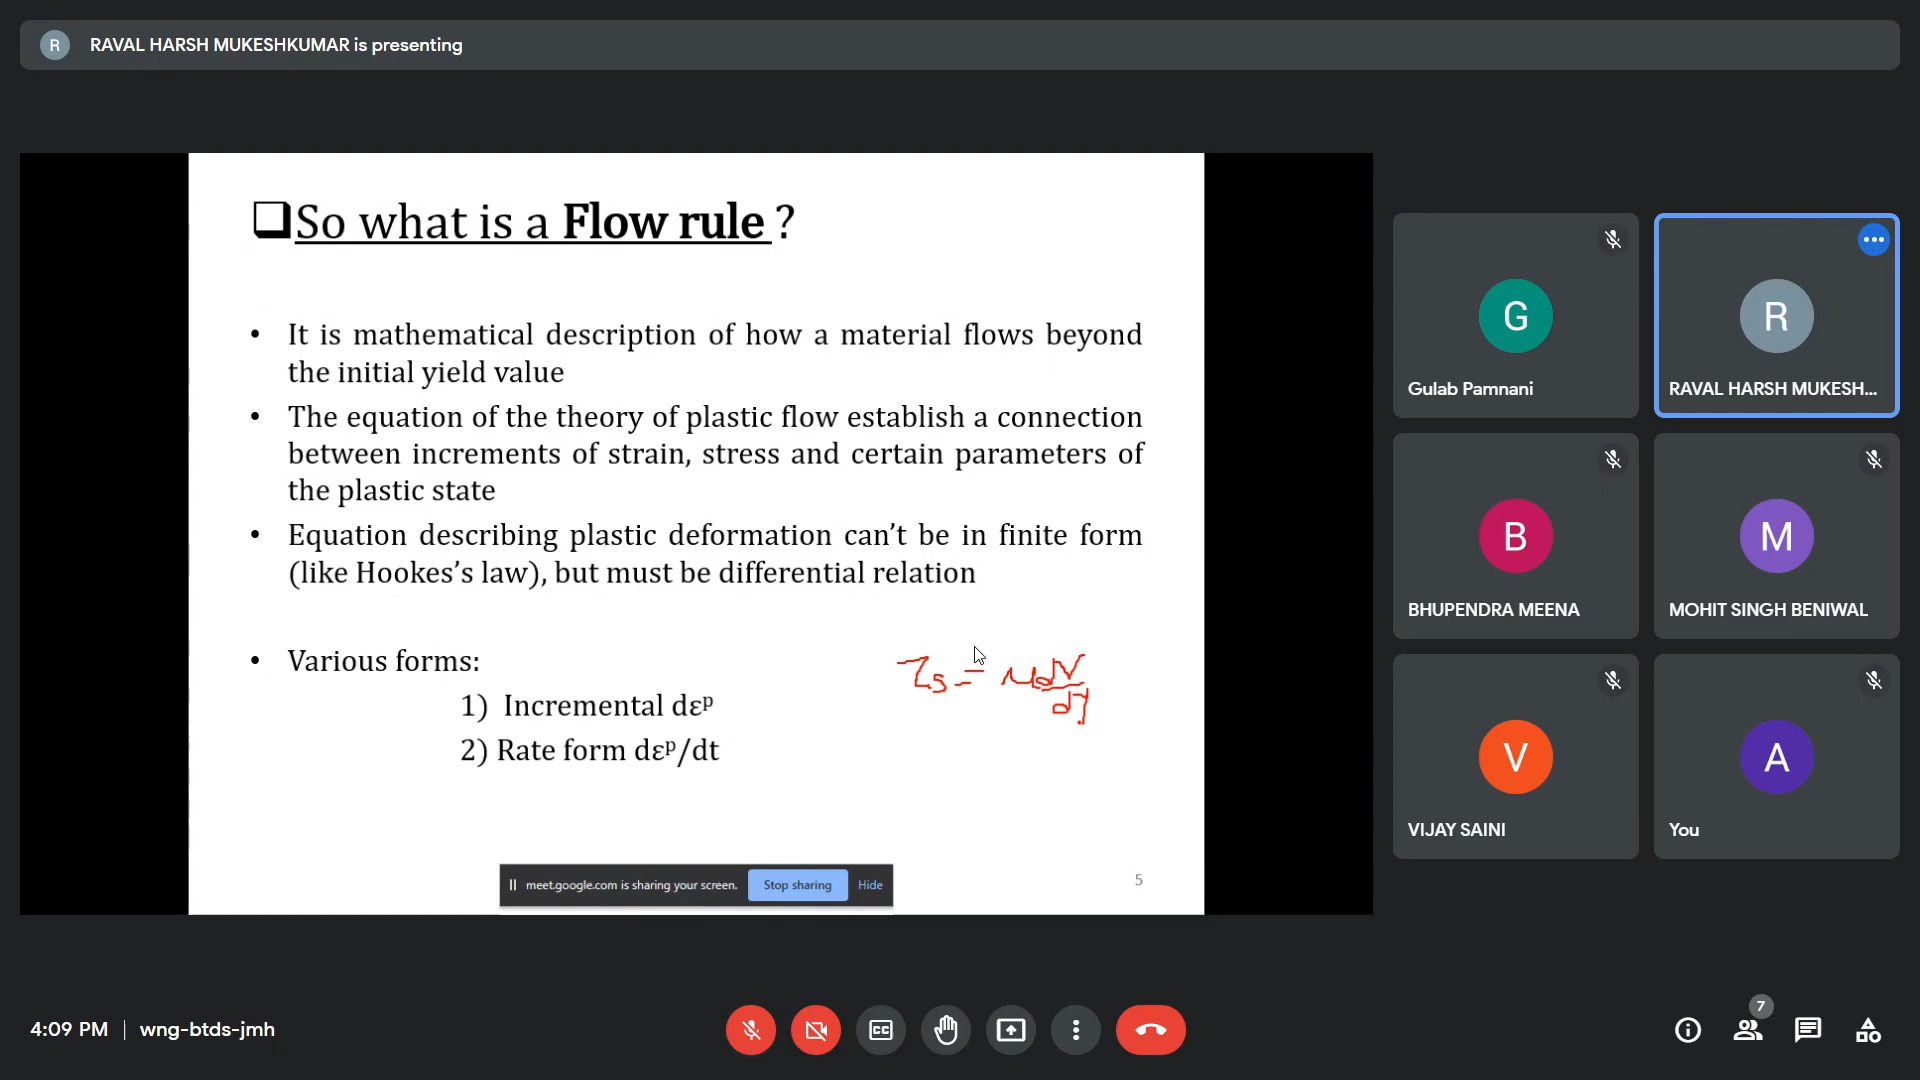 R RAVAL HARSH MUKESHKUMAR is presenting
So what is a Flow rule ?
• It is mathematical description of how a material flows beyond
the initial yield value
• The equation of the theory of plastic flow establish a connection
between increments of strain, stress and certain parameters of
the plastic state
• Equation describing plastic deformation can't be in finite form
(like Hookes's law), but must be differential relation
• Various forms:
1) Incremental dεᵖ
2) Rate form dεᵖ/dt
τs = μ dV
dy
meet.google.com is sharing your screen. Stop sharing Hide
5
G
Gulab Pamnani
R
RAVAL HARSH MUKESH...
B
BHUPENDRA MEENA
M
MOHIT SINGH BENIWAL
V
VIJAY SAINI
A
You
4:09 PM | wng-btds-jmh
CC
7